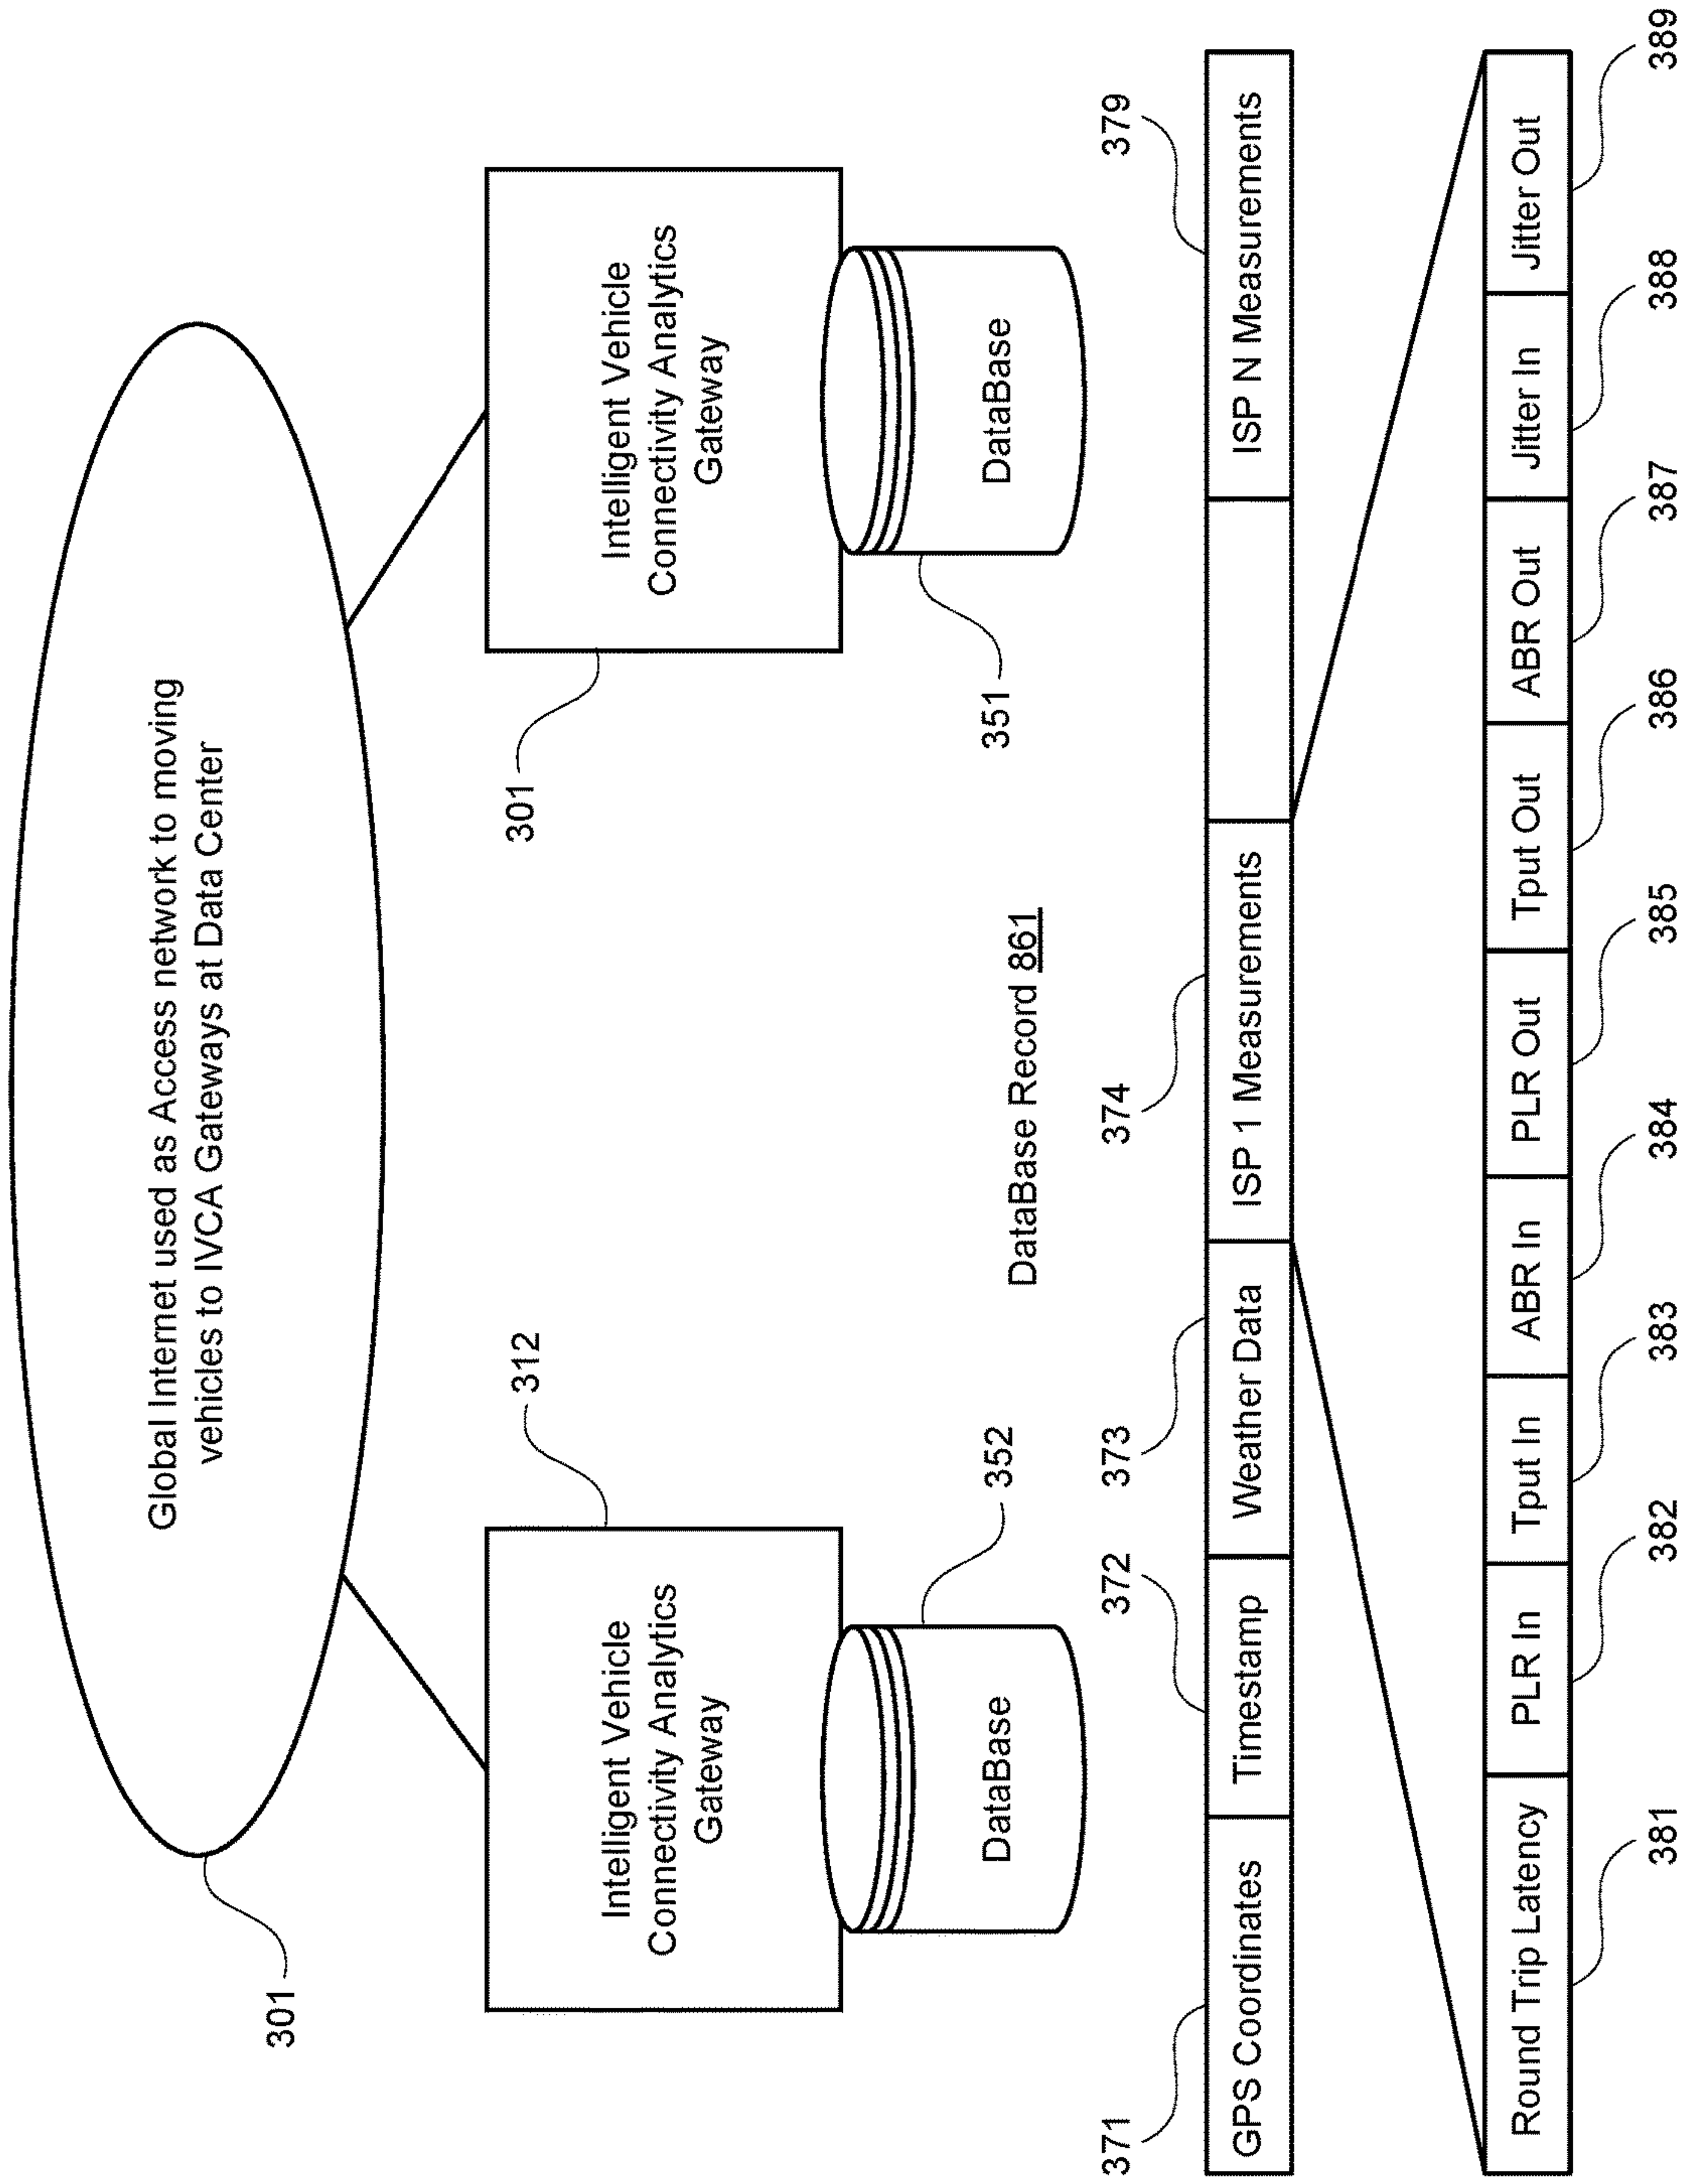 Global Internet used as Access network to moving
vehicles to IVCA Gateways at Data Center
301
312
Intelligent Vehicle
Connectivity Analytics
Gateway
352
DataBase
301
Intelligent Vehicle
Connectivity Analytics
Gateway
351
DataBase
DataBase Record 861
371
372
373
374
379
GPS Coordinates
Timestamp
Weather Data
ISP 1 Measurements
ISP N Measurements
Round Trip Latency
PLR In
Tput In
ABR In
PLR Out
Tput Out
ABR Out
Jitter In
Jitter Out
381
382
383
384
385
386
387
388
389